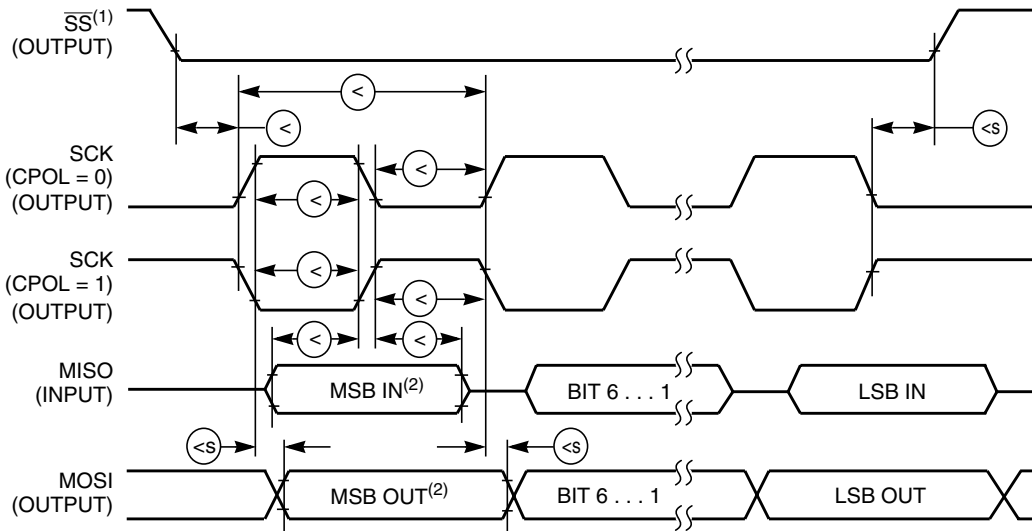 SS(1)
(OUTPUT)
<
<
<s
SCK
(CPOL = 0)
(OUTPUT)
<
<
SCK
(CPOL = 1)
(OUTPUT)
<
<
<
<
MISO
(INPUT)
MSB IN(2)
BIT 6 . . . 1
LSB IN
<s
<s
MOSI
(OUTPUT)
MSB OUT(2)
BIT 6 . . . 1
LSB OUT